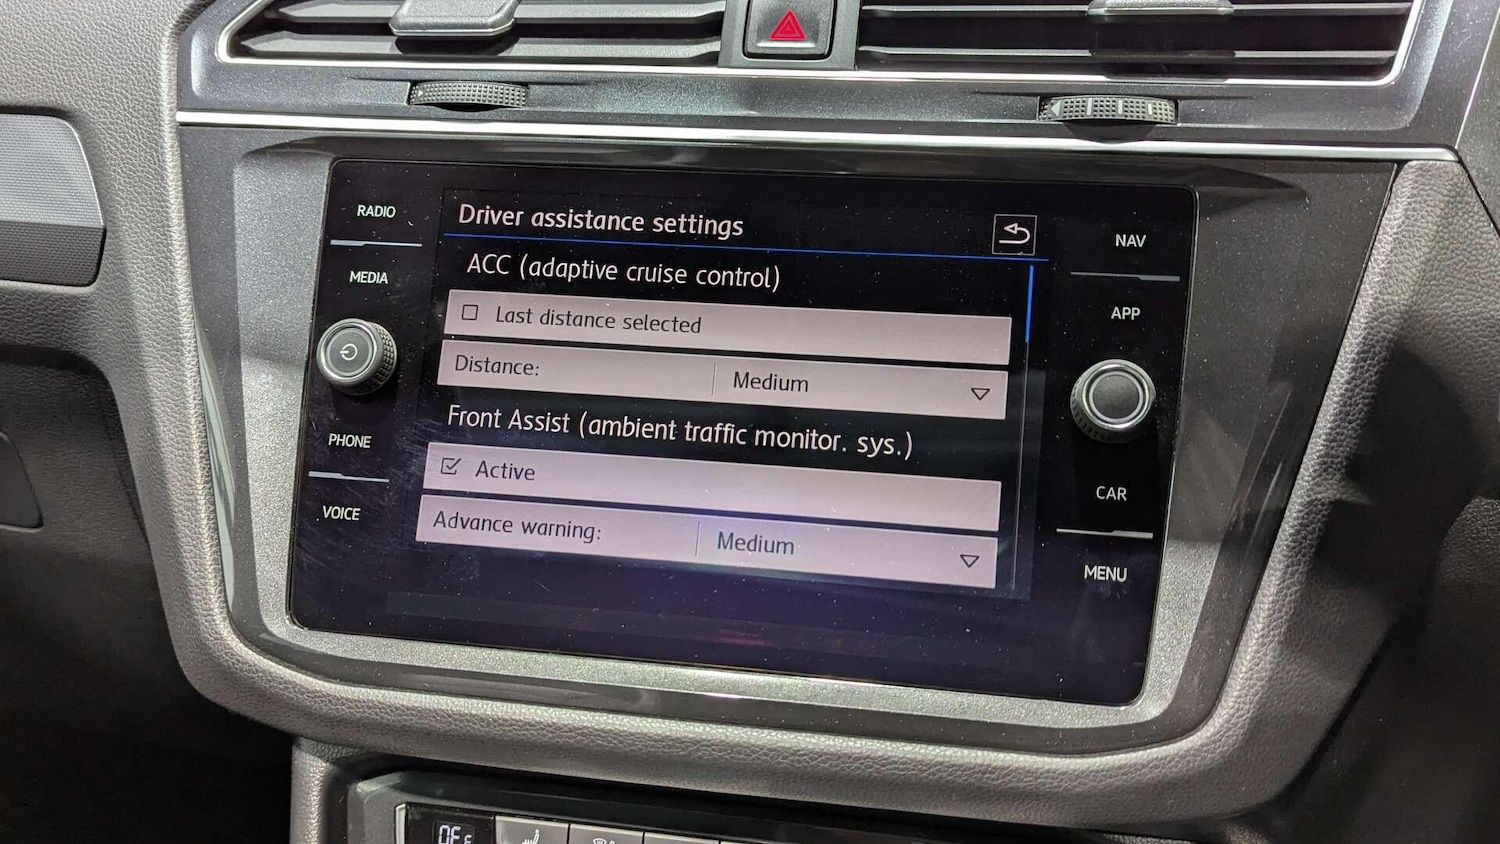 RADIO
MEDIA
PHONE
VOICE
Driver assistance settings
ACC (adaptive cruise control)
Last distance selected
Distance: Medium
Front Assist (ambient traffic monitor. sys.)
Active
Advance warning: Medium
NAV
APP
CAR
MENU